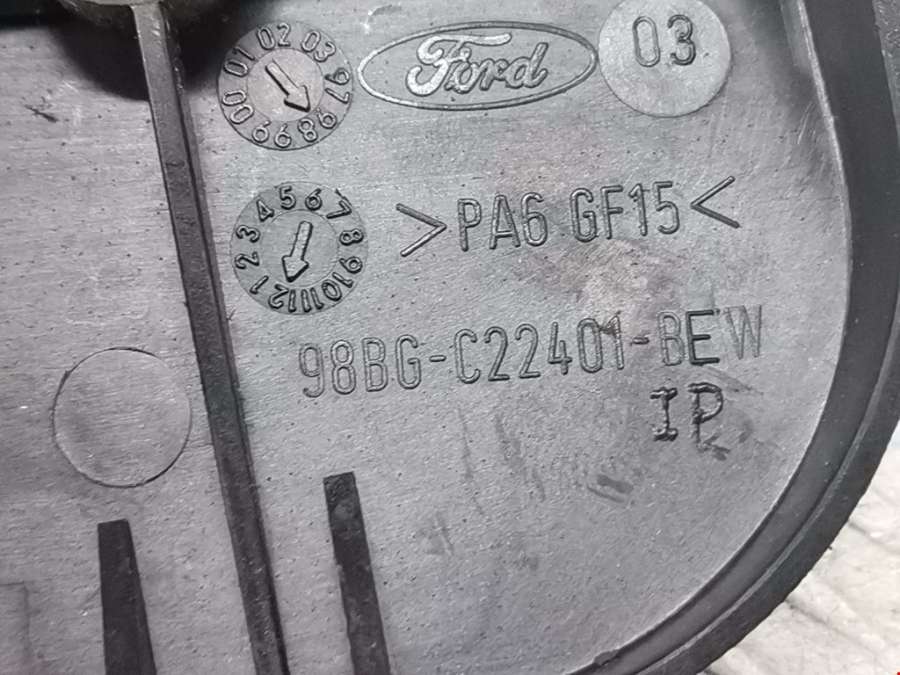 00 01 02 03 97 98 99
Ford
03
1 2 3 4 5 6 7 8 9 10 11 12
>PA6 GF15<
98BG-C22401-BEW
IP